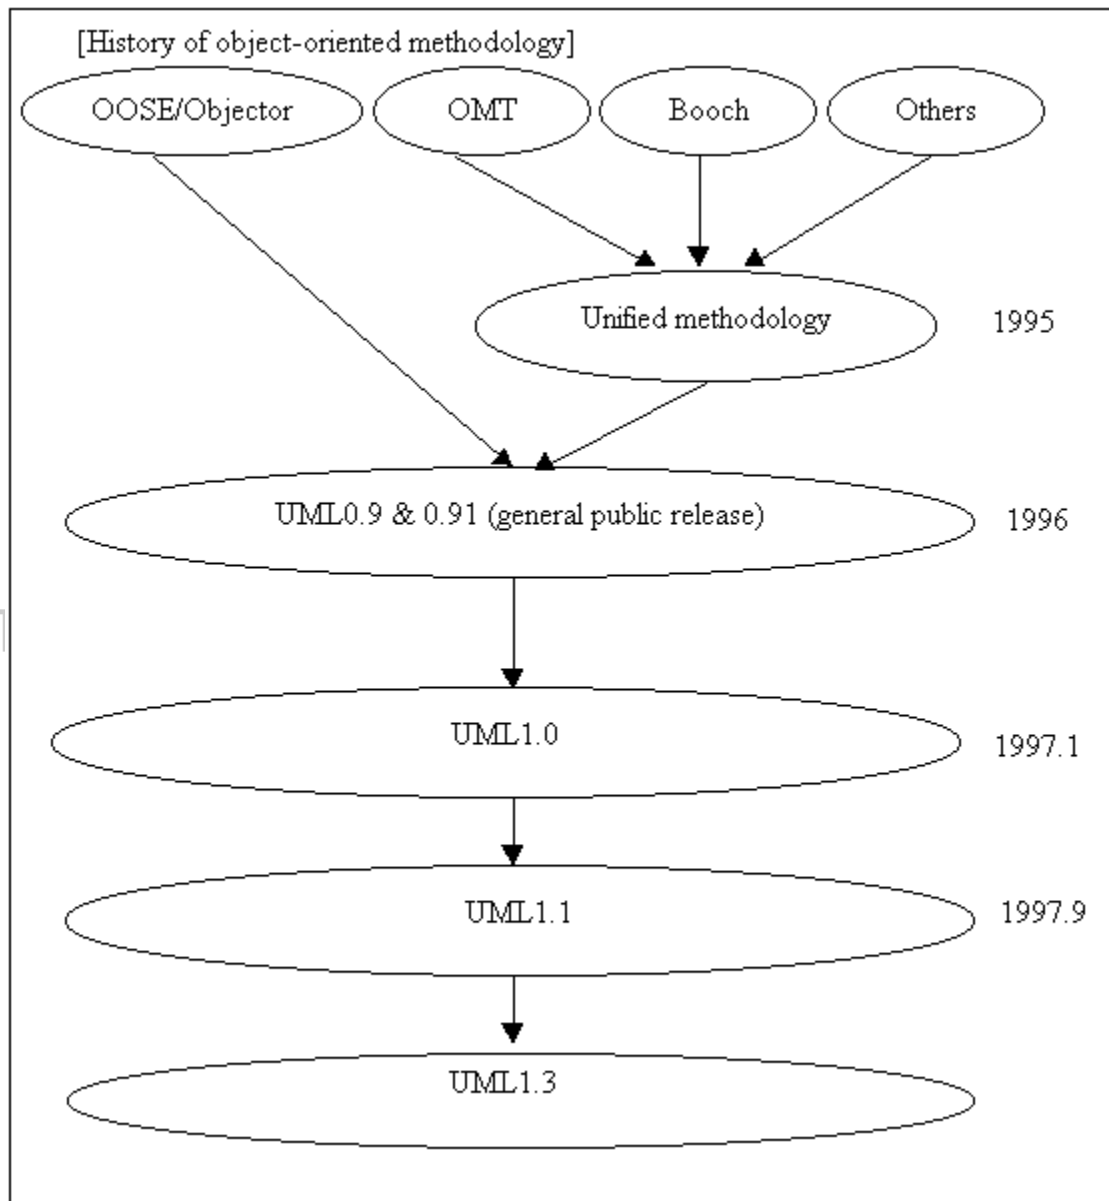 [History of object-oriented methodology]
OOSE/Objector
OMT
Booch
Others
Unified methodology
1995
UML0.9 & 0.91 (general public release)
1996
UML1.0
1997.1
UML1.1
1997.9
UML1.3